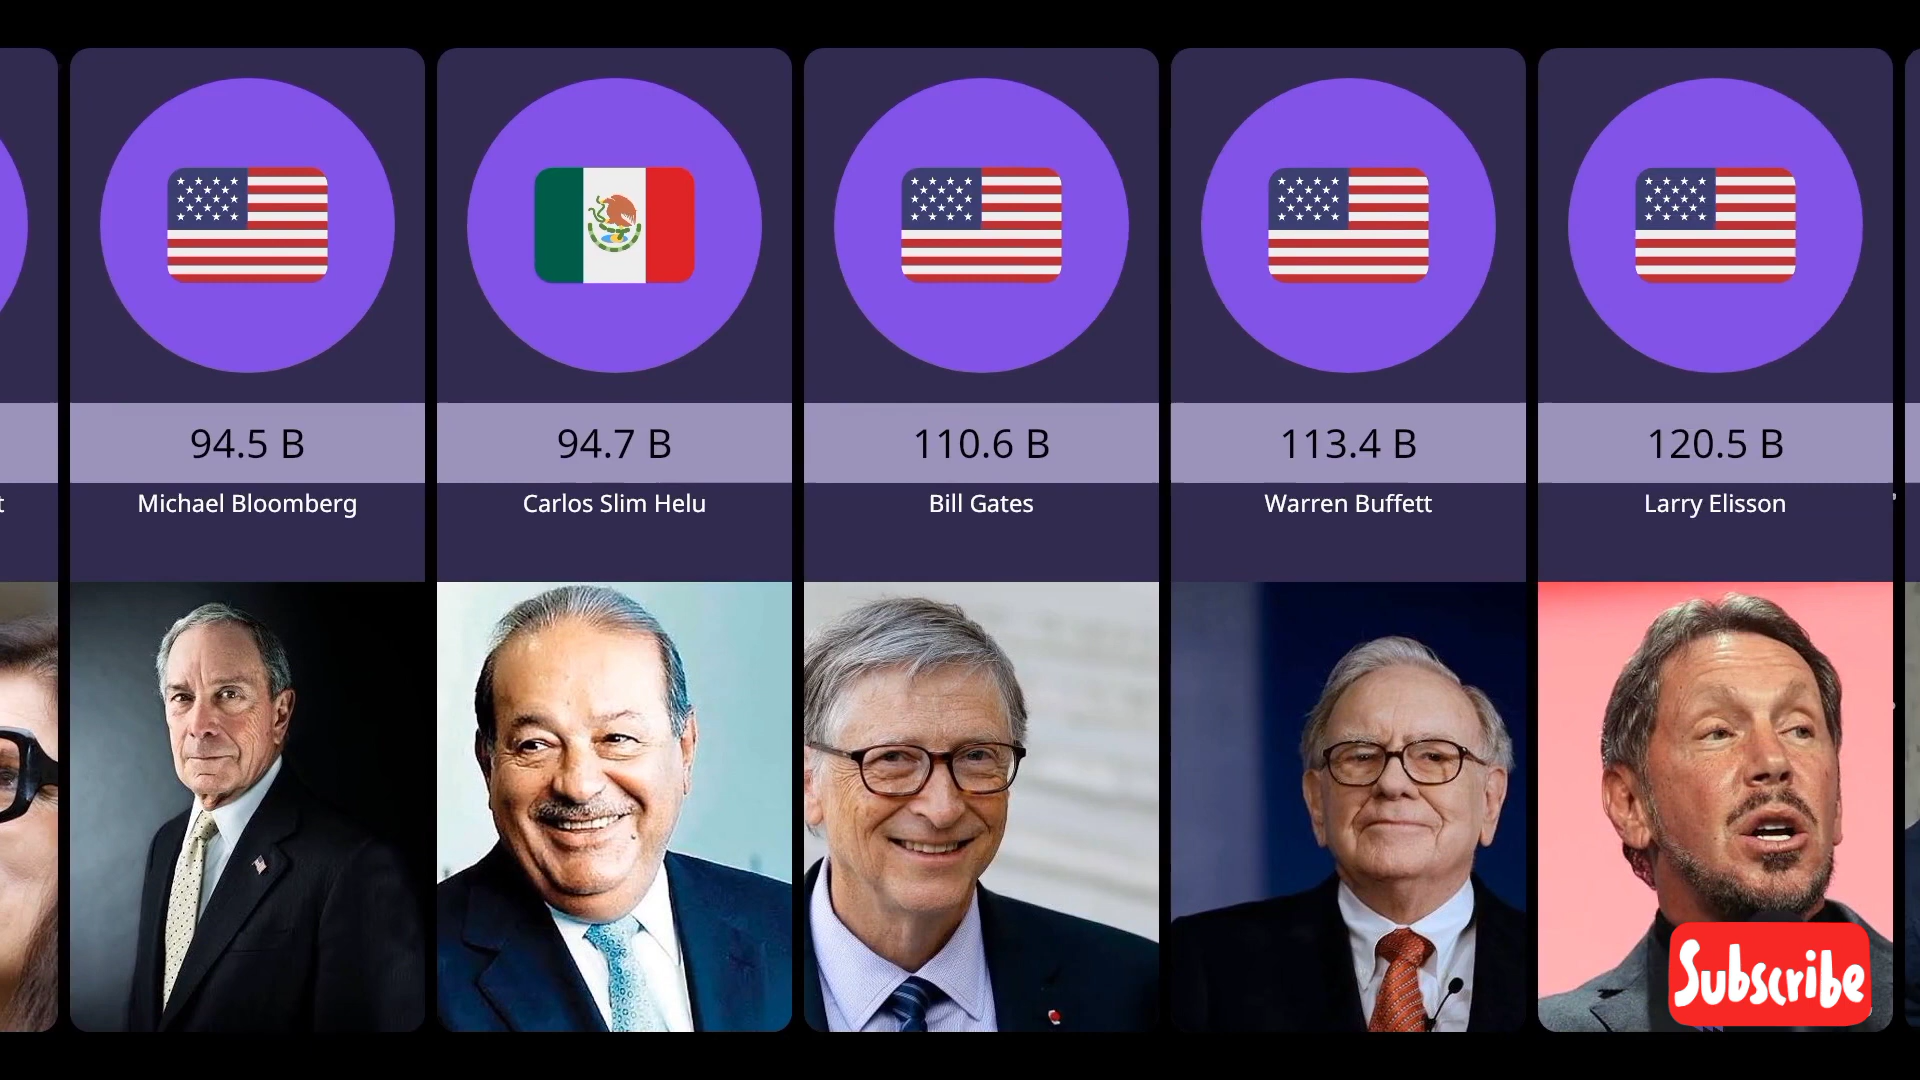 94.5 B
Michael Bloomberg
94.7 B
Carlos Slim Helu
110.6 B
Bill Gates
113.4 B
Warren Buffett
120.5 B
Larry Elisson
Subscribe